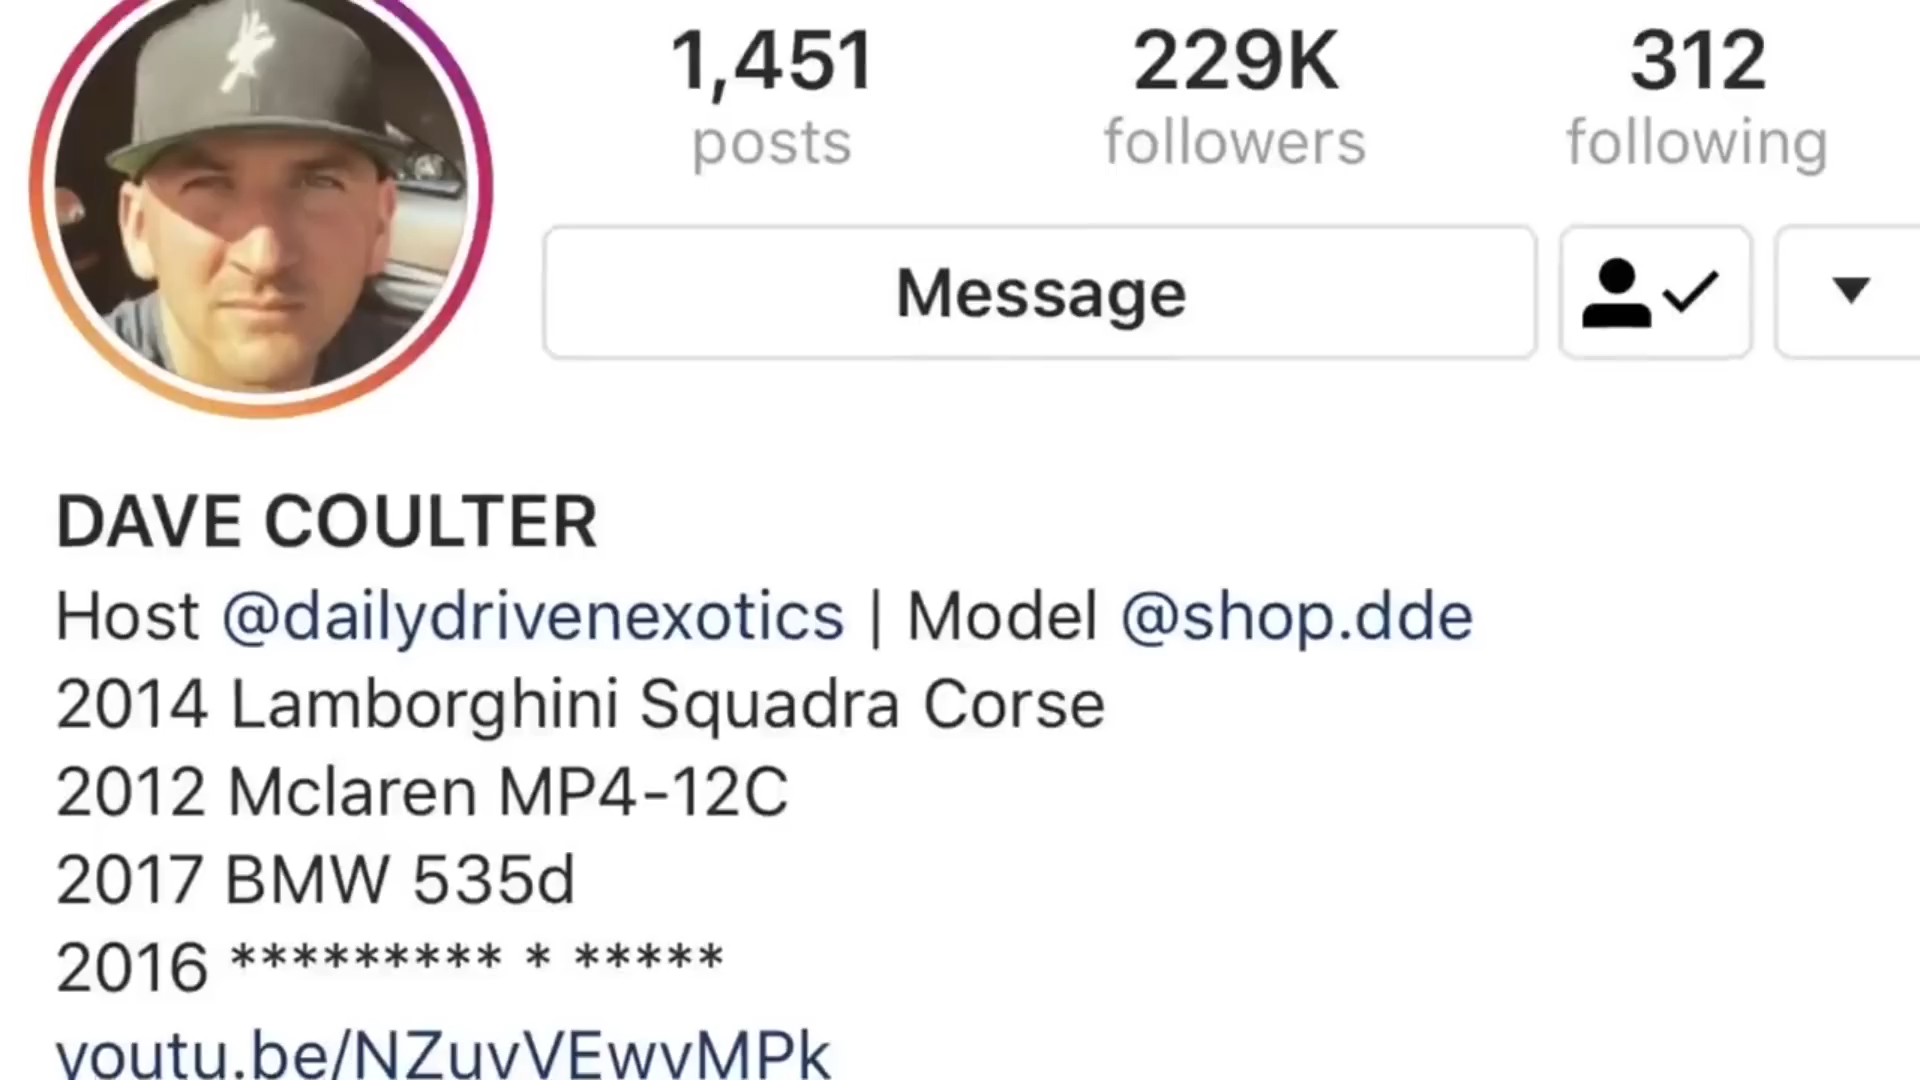 1,451 229K 312
posts followers following
Message
DAVE COULTER
Host @dailydrivenexotics | Model @shop.dde
2014 Lamborghini Squadra Corse
2012 Mclaren MP4-12C
2017 BMW 535d
2016 ********* * *****
youtu.be/NZuvVEwvMPk